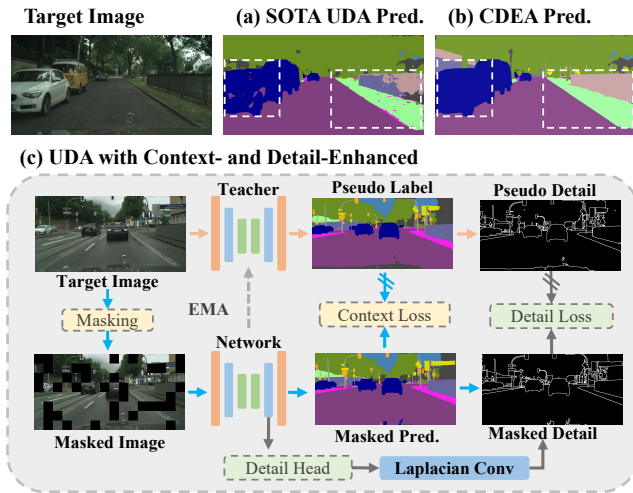 Target Image
(a) SOTA UDA Pred.
(b) CDEA Pred.
(c) UDA with Context- and Detail-Enhanced
Teacher
Pseudo Label
Pseudo Detail
Target Image
EMA
Masking
Context Loss
Detail Loss
Network
Masked Image
Masked Pred.
Masked Detail
Detail Head
Laplacian Conv